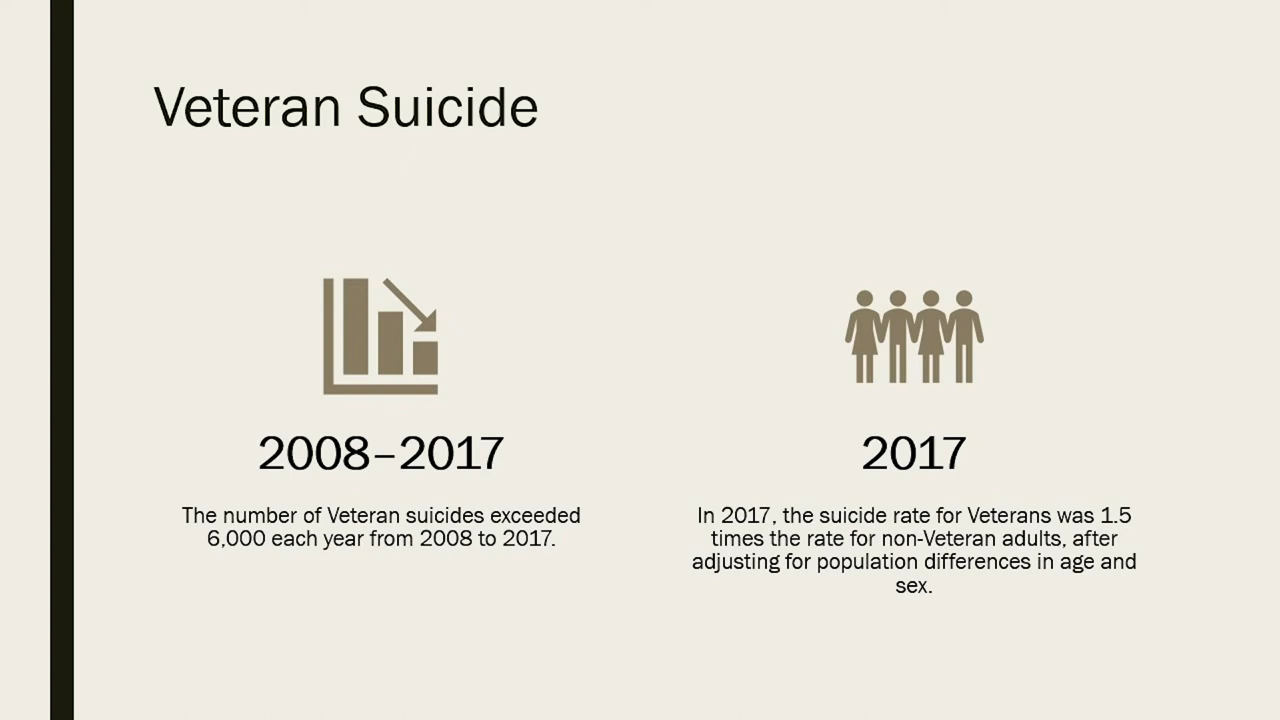 Veteran Suicide
2008–2017
The number of Veteran suicides exceeded
6,000 each year from 2008 to 2017.
2017
In 2017, the suicide rate for Veterans was 1.5
times the rate for non-Veteran adults, after
adjusting for population differences in age and
sex.